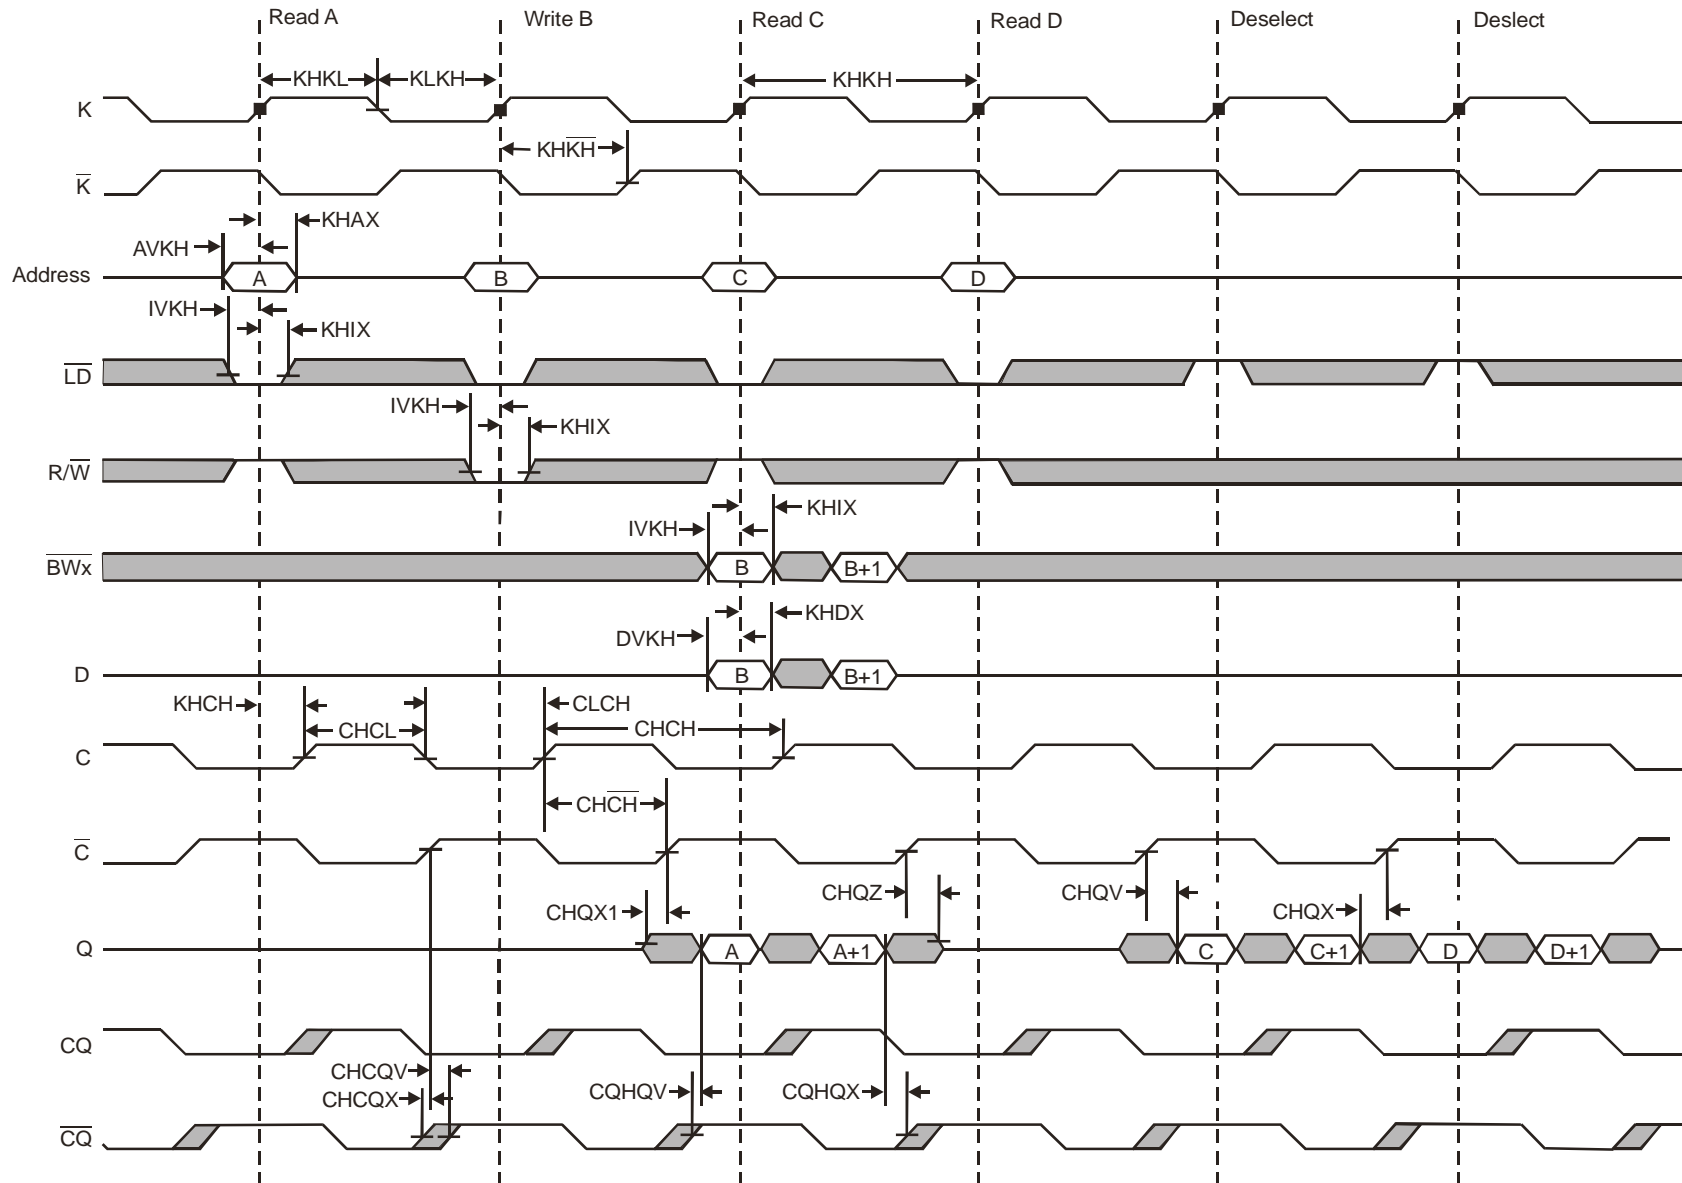 Read A Write B Read C Read D Deselect Deslect
KHKL KLKH KHKH
K
KHK̅H̅
K̅
KHAX
AVKH
Address A B C D
IVKH
KHIX
L̅D̅
IVKH
KHIX
R/W̅
KHIX
IVKH
B̅W̅x̅ B B+1
KHDX
DVKH
D B B+1
KHCH CLCH
CHCL CHCH
C
CHC̅H̅
C̅
CHQZ CHQV
CHQX1 CHQX
Q A A+1 C C+1 D D+1
CQ
CHCQV
CHCQX CQHQV CQHQX
C̅Q̅